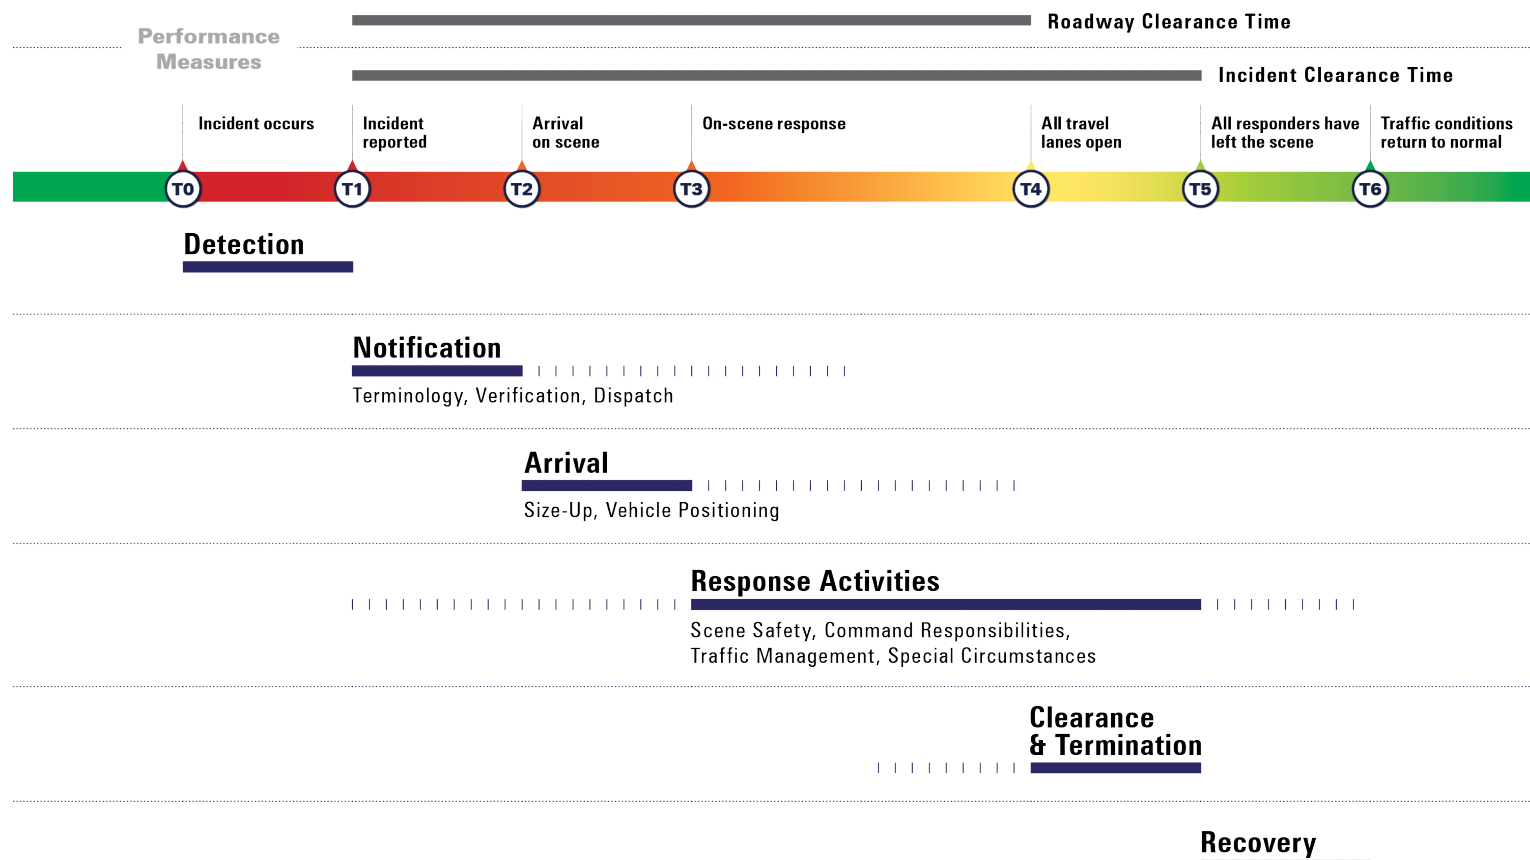 Roadway Clearance Time
Performance
Measures
Incident Clearance Time
Incident occurs
Incident
reported
Arrival
on scene
On-scene response
All travel
lanes open
All responders have
left the scene
Traffic conditions
return to normal
T0 T1 T2 T3 T4 T5 T6
Detection
Notification
Terminology, Verification, Dispatch
Arrival
Size-Up, Vehicle Positioning
Response Activities
Scene Safety, Command Responsibilities,
Traffic Management, Special Circumstances
Clearance
& Termination
Recovery